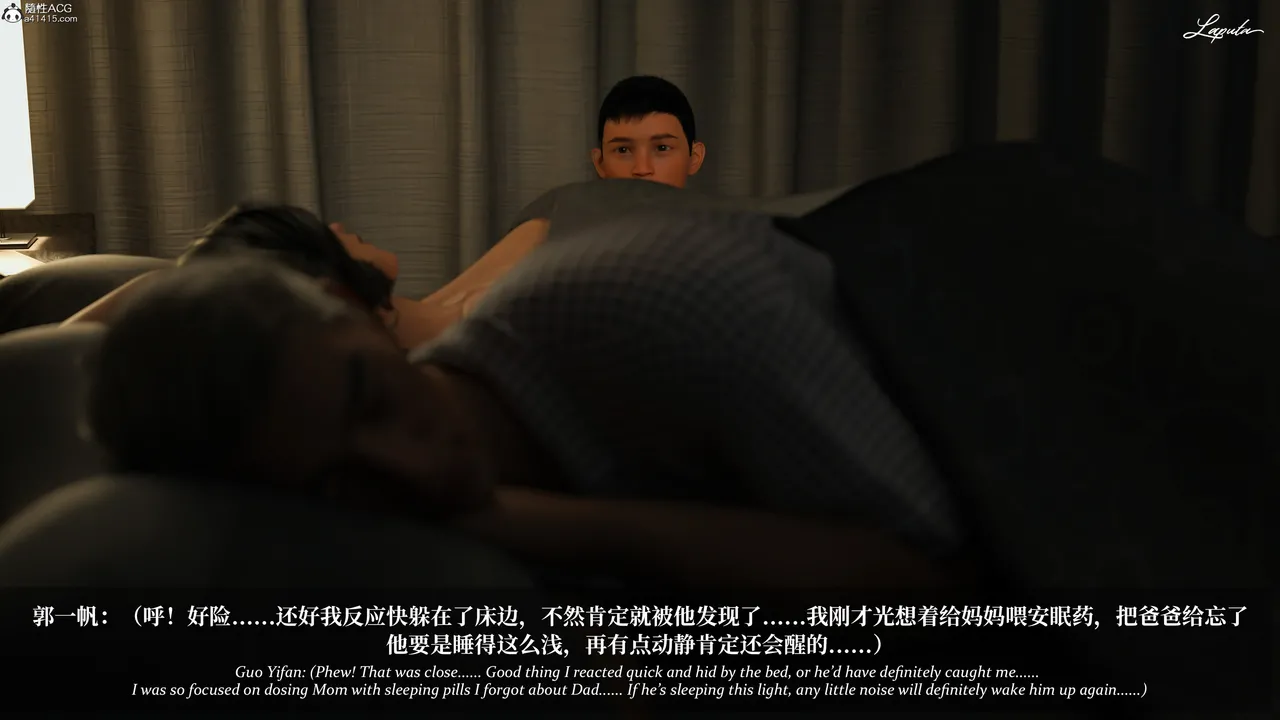 隨性ACG
a41415.com
Laputa
郭一帆：（呼！好险……还好我反应快躲在了床边，不然肯定就被他发现了……我刚才光想着给妈妈喂安眠药，把爸爸给忘了
他要是睡得这么浅，再有点动静肯定还会醒的……）
Guo Yifan: (Phew! That was close...... Good thing I reacted quick and hid by the bed, or he’d have definitely caught me......
I was so focused on dosing Mom with sleeping pills I forgot about Dad...... If he’s sleeping this light, any little noise will definitely wake him up again......)